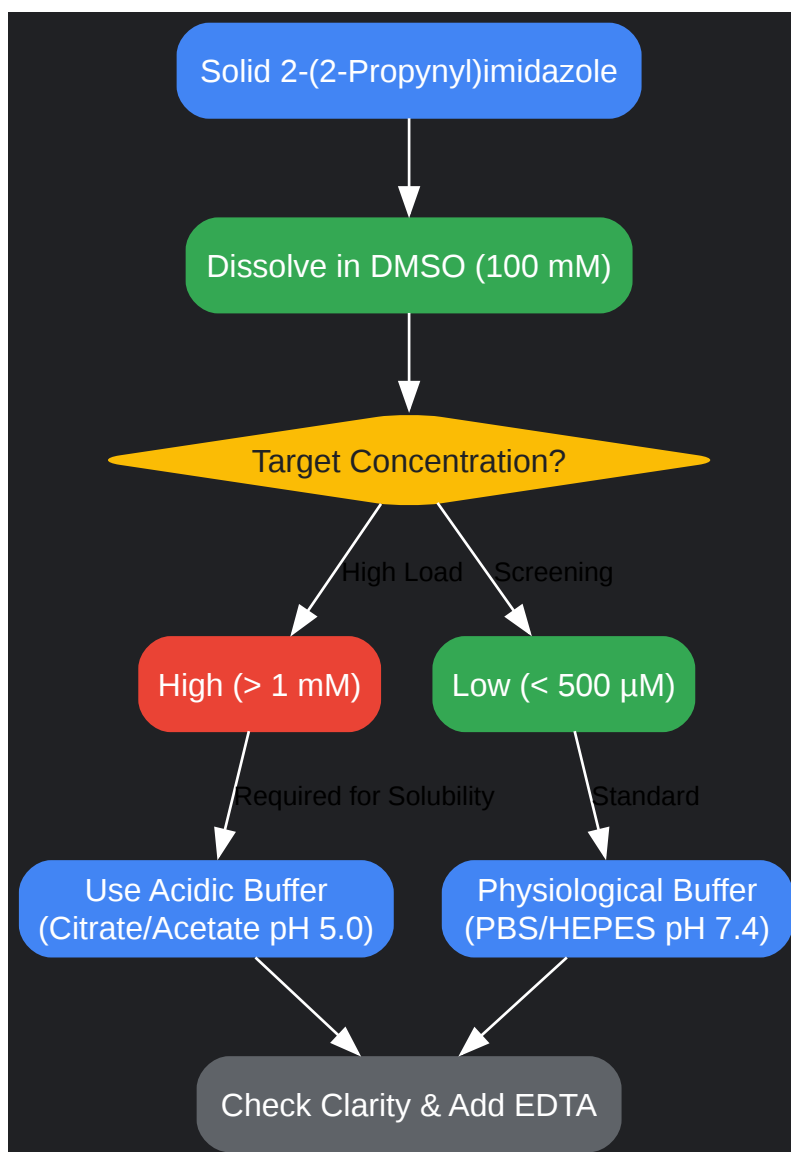 Solid 2-(2-Propynyl)imidazole
Dissolve in DMSO (100 mM)
Target Concentration?
High Load
Screening
High (> 1 mM)
Low (< 500 µM)
Required for Solubility
Standard
Use Acidic Buffer
(Citrate/Acetate pH 5.0)
Physiological Buffer
(PBS/HEPES pH 7.4)
Check Clarity & Add EDTA